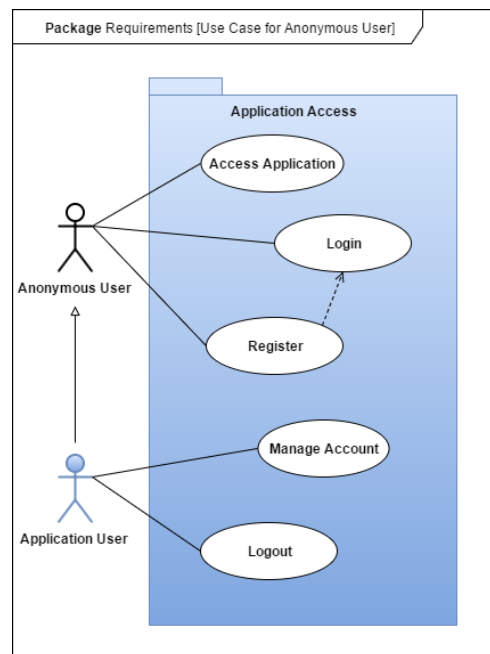 Package Requirements [Use Case for Anonymous User]
Application Access
Access Application
Login
Anonymous User
Register
Manage Account
Application User
Logout